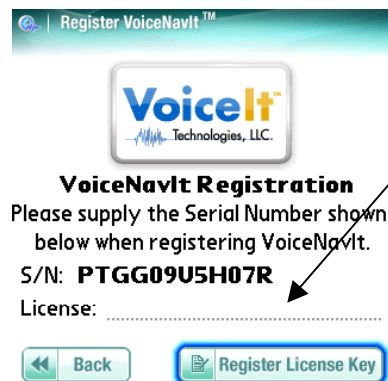 Register VoiceNavIt™
VoiceIt™
Technologies, LLC.
VoiceNavIt Registration
Please supply the Serial Number shown
below when registering VoiceNavIt.
S/N: PTGG09U5H07R
License:
Back
Register License Key